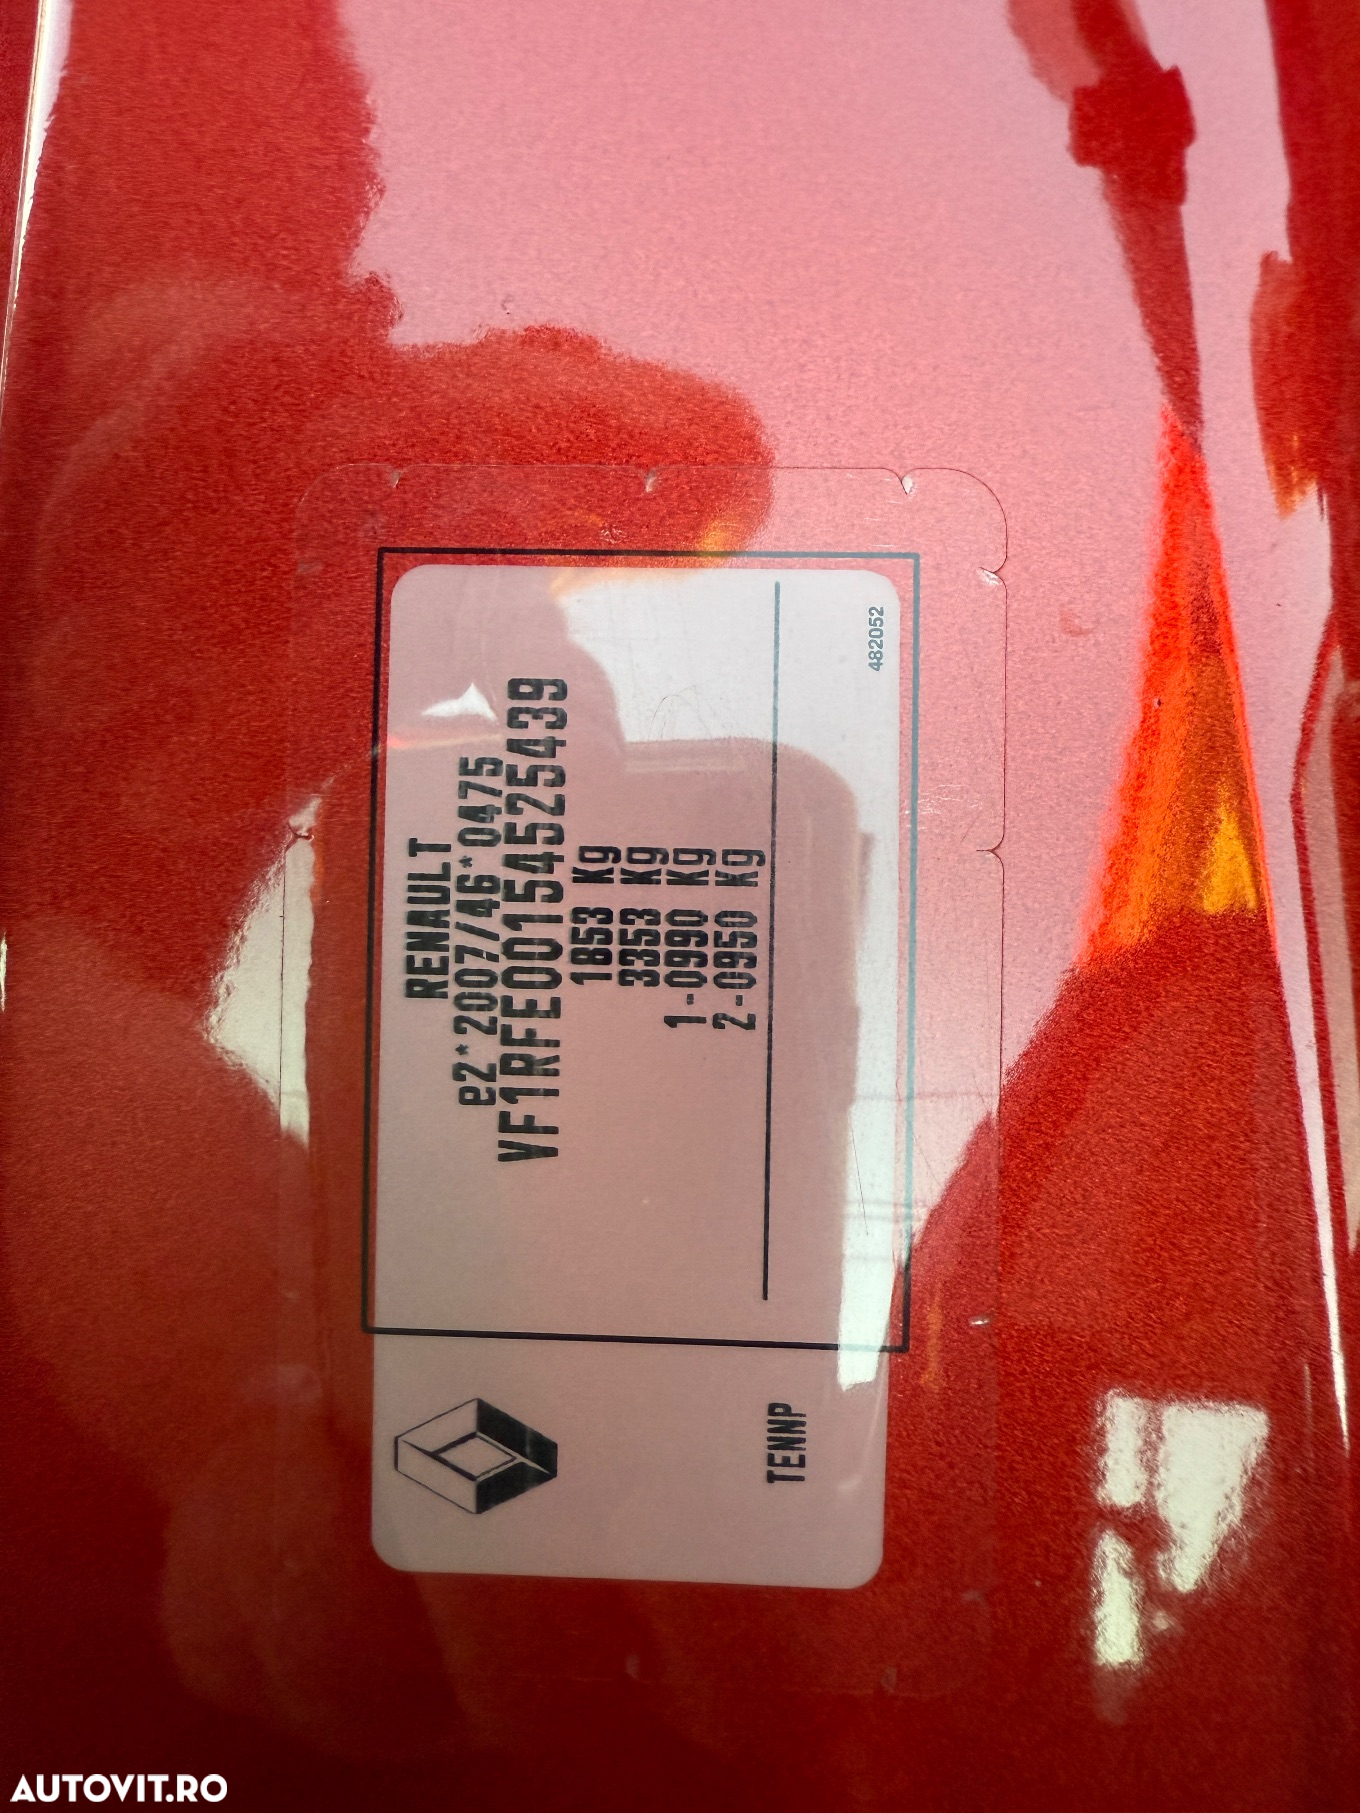 RENAULT
e2*2007/46*0475
VF1RFE00154525439
1853 Kg
3353 Kg
1-0990 Kg
2-0950 Kg
482052
TENNP
AUTOVIT.RO